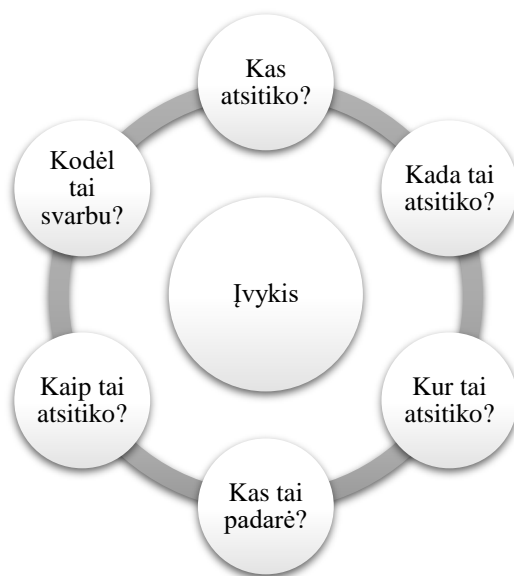 Kas
atsitiko?
Kada tai
atsitiko?
Kur tai
atsitiko?
Kas tai
padarė?
Kaip tai
atsitiko?
Kodėl
tai
svarbu?
Įvykis